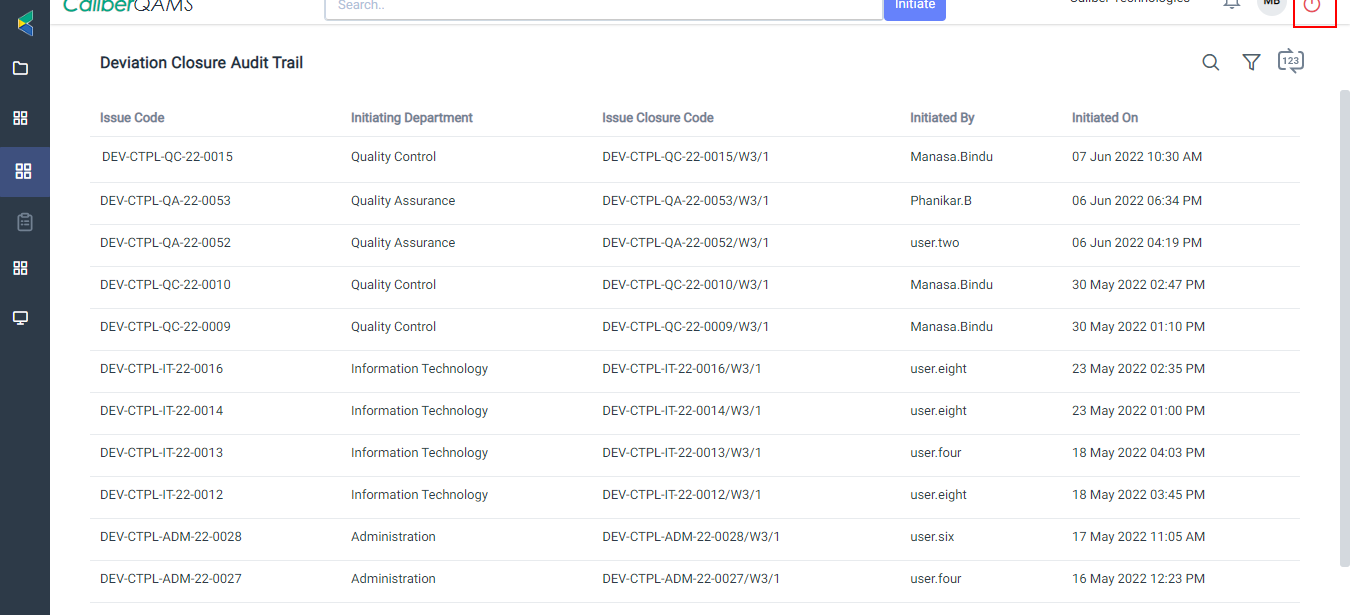 CaliberQAMS Search.. Initiate Caliber Technologies MB
Deviation Closure Audit Trail 123
Issue Code Initiating Department Issue Closure Code Initiated By Initiated On
DEV-CTPL-QC-22-0015 Quality Control DEV-CTPL-QC-22-0015/W3/1 Manasa.Bindu 07 Jun 2022 10:30 AM
DEV-CTPL-QA-22-0053 Quality Assurance DEV-CTPL-QA-22-0053/W3/1 Phanikar.B 06 Jun 2022 06:34 PM
DEV-CTPL-QA-22-0052 Quality Assurance DEV-CTPL-QA-22-0052/W3/1 user.two 06 Jun 2022 04:19 PM
DEV-CTPL-QC-22-0010 Quality Control DEV-CTPL-QC-22-0010/W3/1 Manasa.Bindu 30 May 2022 02:47 PM
DEV-CTPL-QC-22-0009 Quality Control DEV-CTPL-QC-22-0009/W3/1 Manasa.Bindu 30 May 2022 01:10 PM
DEV-CTPL-IT-22-0016 Information Technology DEV-CTPL-IT-22-0016/W3/1 user.eight 23 May 2022 02:35 PM
DEV-CTPL-IT-22-0014 Information Technology DEV-CTPL-IT-22-0014/W3/1 user.eight 23 May 2022 01:00 PM
DEV-CTPL-IT-22-0013 Information Technology DEV-CTPL-IT-22-0013/W3/1 user.four 18 May 2022 04:03 PM
DEV-CTPL-IT-22-0012 Information Technology DEV-CTPL-IT-22-0012/W3/1 user.eight 18 May 2022 03:45 PM
DEV-CTPL-ADM-22-0028 Administration DEV-CTPL-ADM-22-0028/W3/1 user.six 17 May 2022 11:05 AM
DEV-CTPL-ADM-22-0027 Administration DEV-CTPL-ADM-22-0027/W3/1 user.four 16 May 2022 12:23 PM